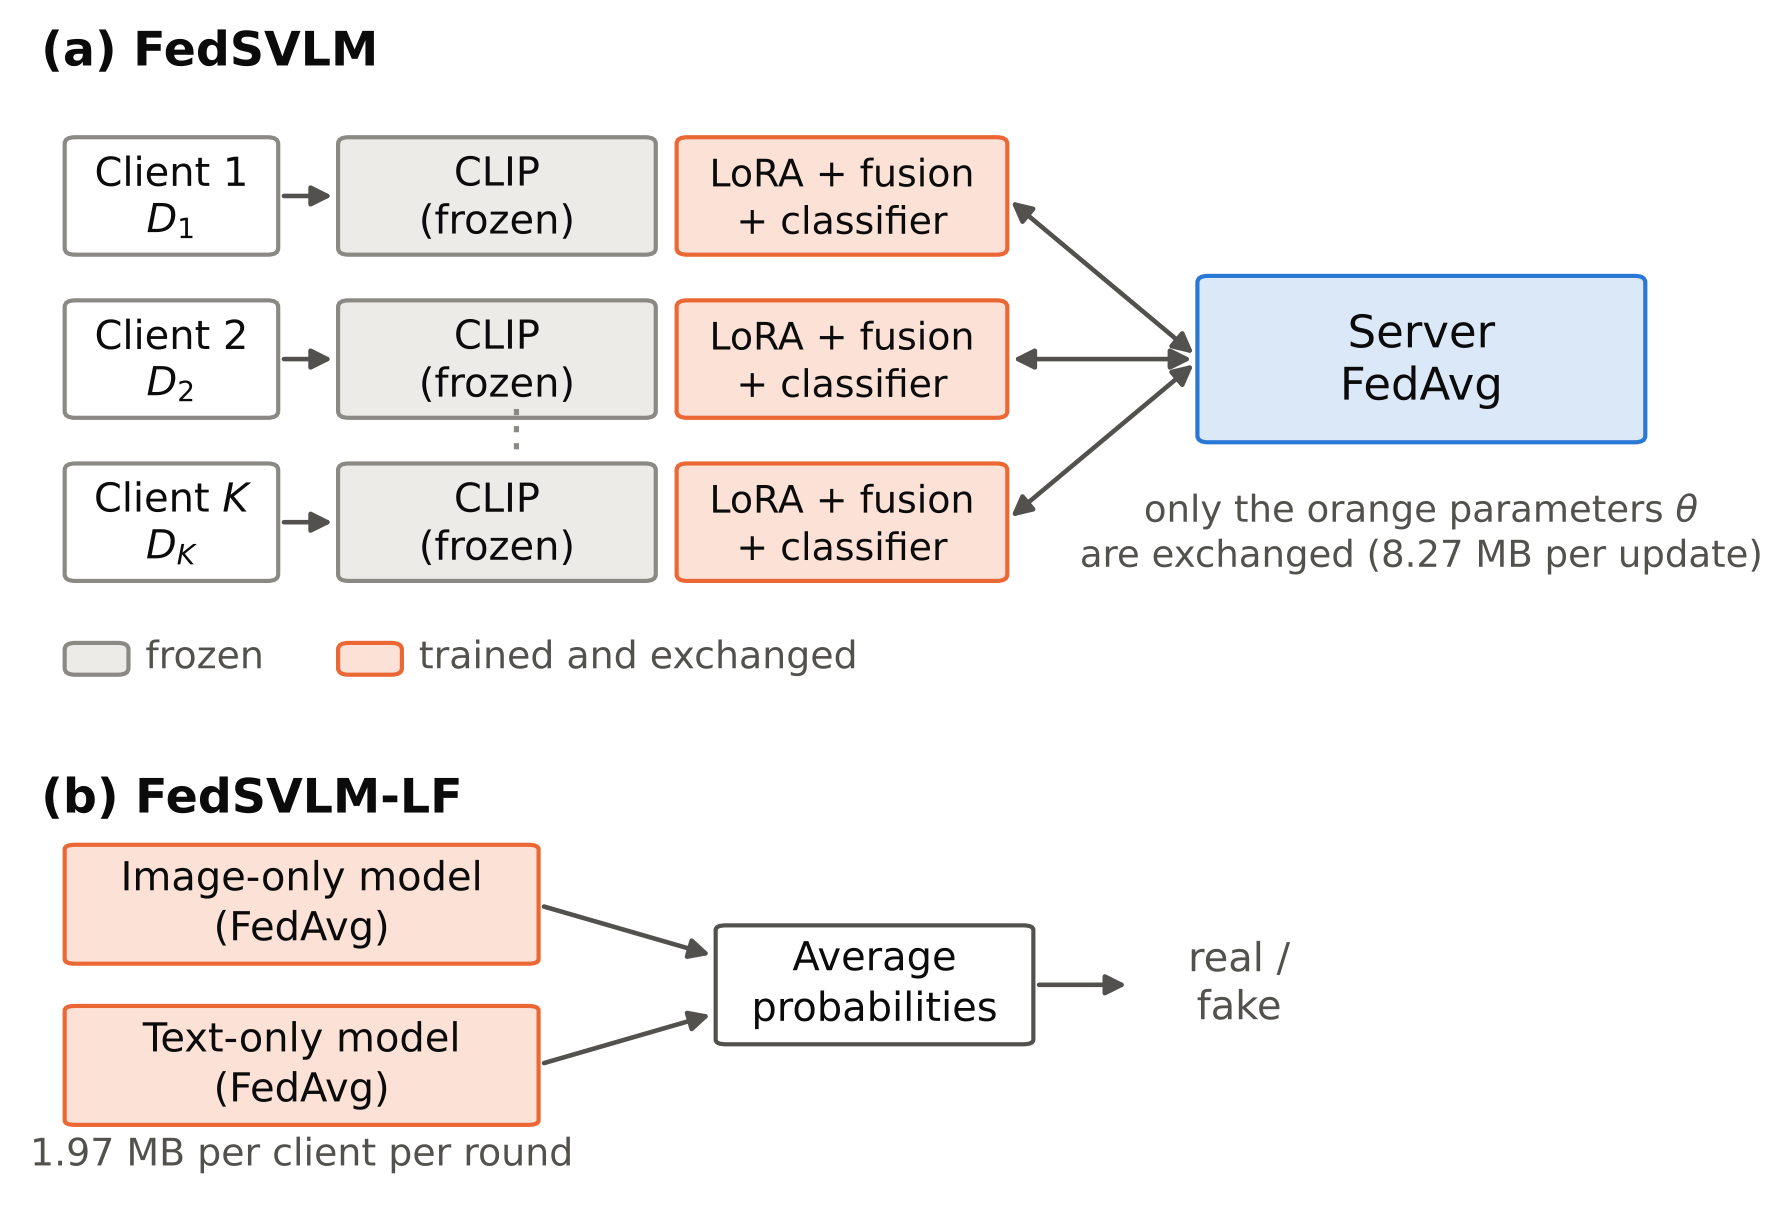 (a) FedSVLM
Client 1
D₁
CLIP
(frozen)
LoRA + fusion
+ classifier
Client 2
D₂
CLIP
(frozen)
LoRA + fusion
+ classifier
Client K
D_K
CLIP
(frozen)
LoRA + fusion
+ classifier
Server
FedAvg
only the orange parameters θ
are exchanged (8.27 MB per update)
frozen
trained and exchanged
(b) FedSVLM-LF
Image-only model
(FedAvg)
Text-only model
(FedAvg)
1.97 MB per client per round
Average
probabilities
real /
fake